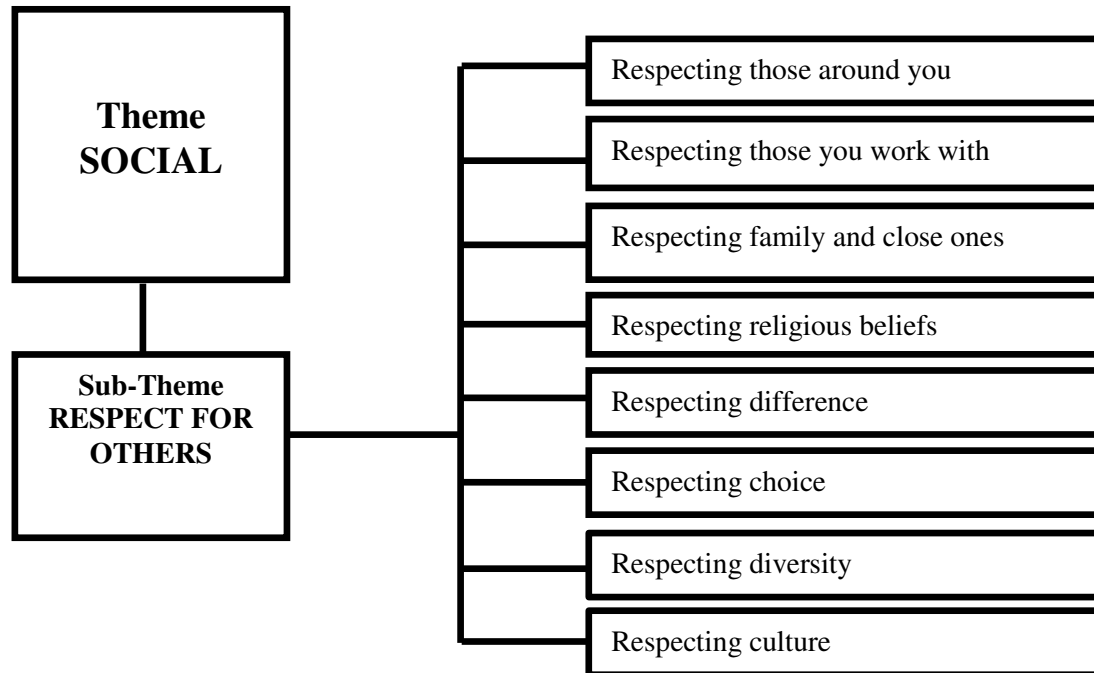 Theme
SOCIAL
Sub-Theme
RESPECT FOR
OTHERS
Respecting those around you
Respecting those you work with
Respecting family and close ones
Respecting religious beliefs
Respecting difference
Respecting choice
Respecting diversity
Respecting culture